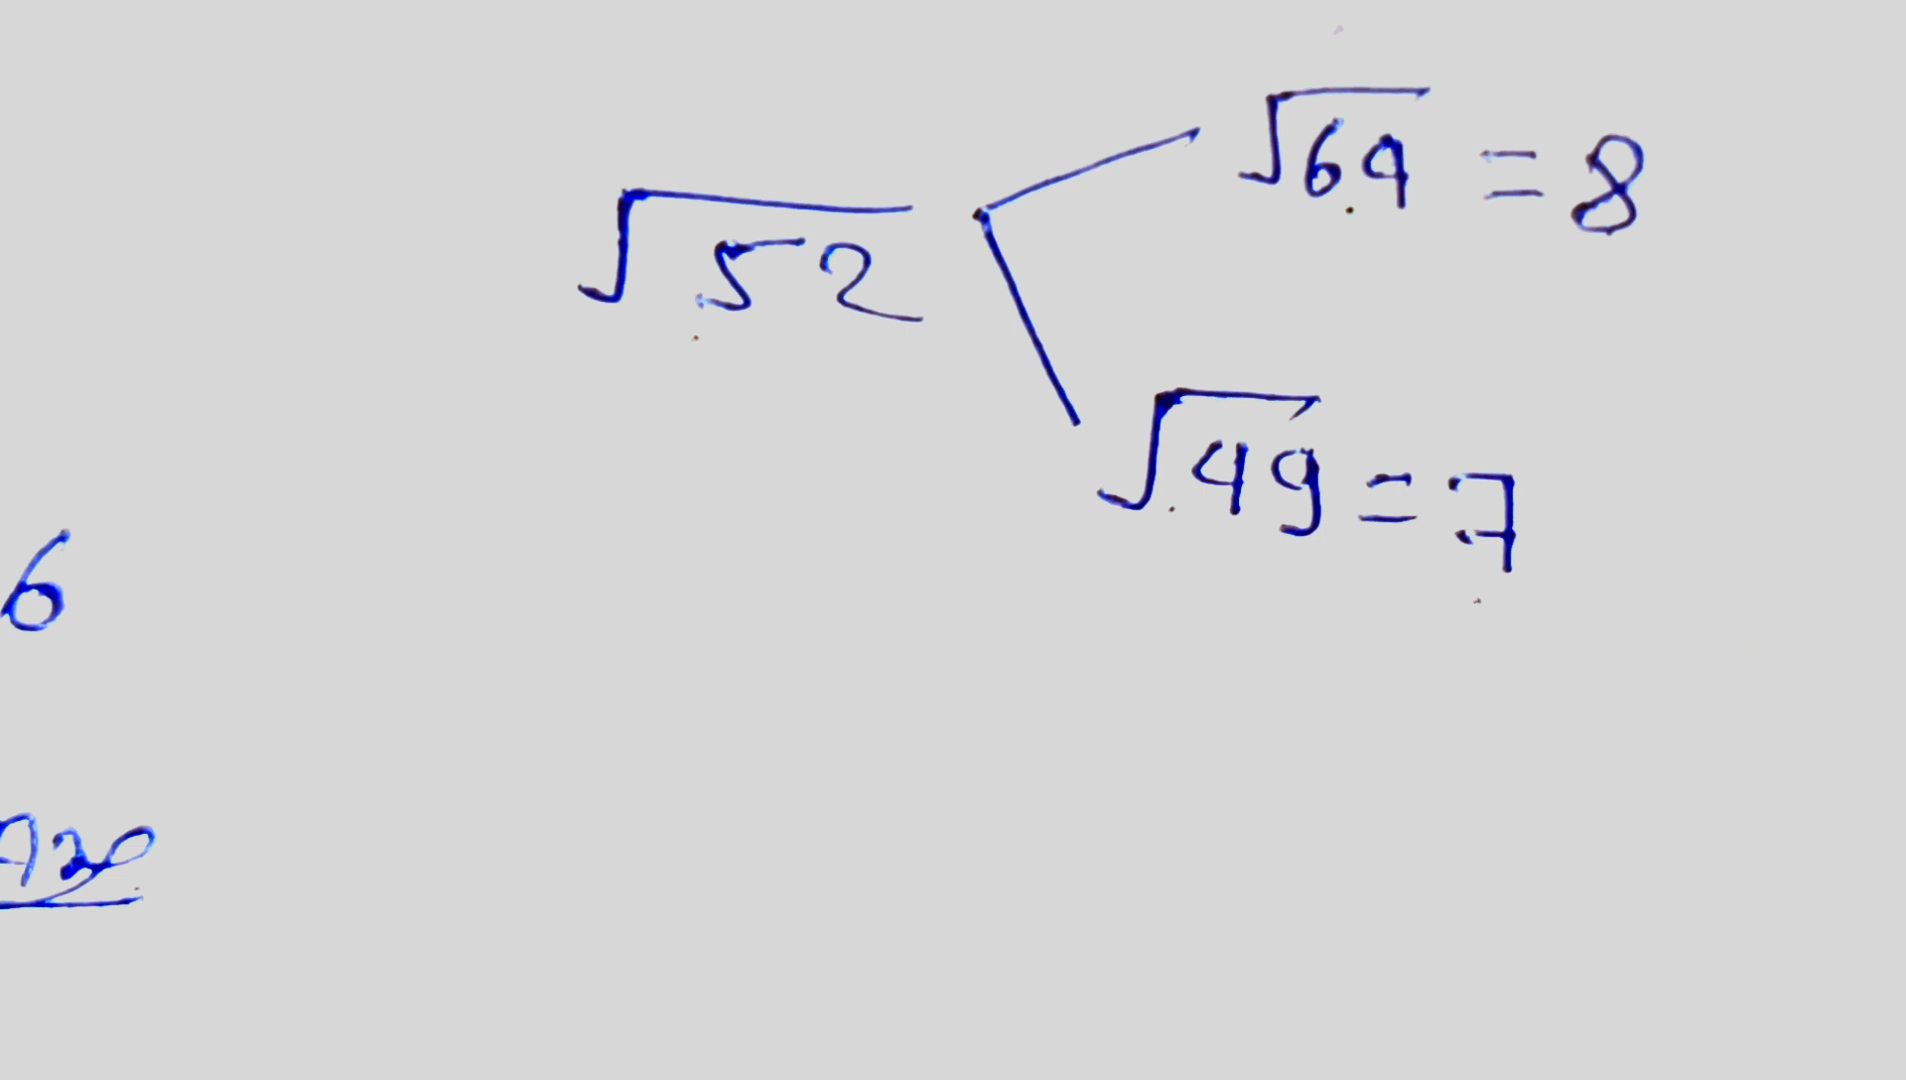 √64 = 8
√52
√49 = 7
6